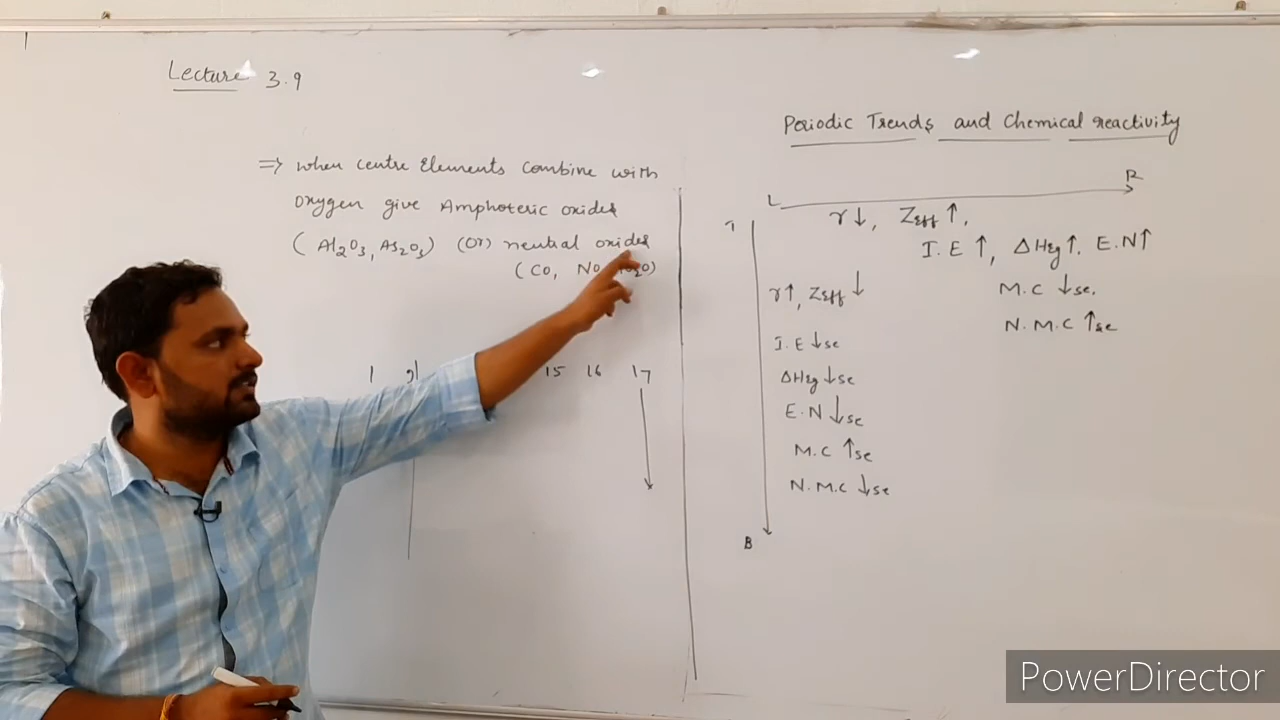 Lecture 3.9
⇒ when centre Elements combine with
oxygen give Amphoteric oxides
(Al2O3, As2O3) (Or) neutral oxides
(CO, NO, N2O)
1 2 15 16 17
Periodic Trends and Chemical reactivity
L R
T
r↓, Zeff ↑,
I.E ↑, ΔHeg↑, E.N↑
M.C ↓se.
N.M.C ↑se
r↑, Zeff ↓
I.E ↓se
ΔHeg ↓se
E.N ↓se
M.C ↑se
N.M.C ↓se
B
PowerDirector